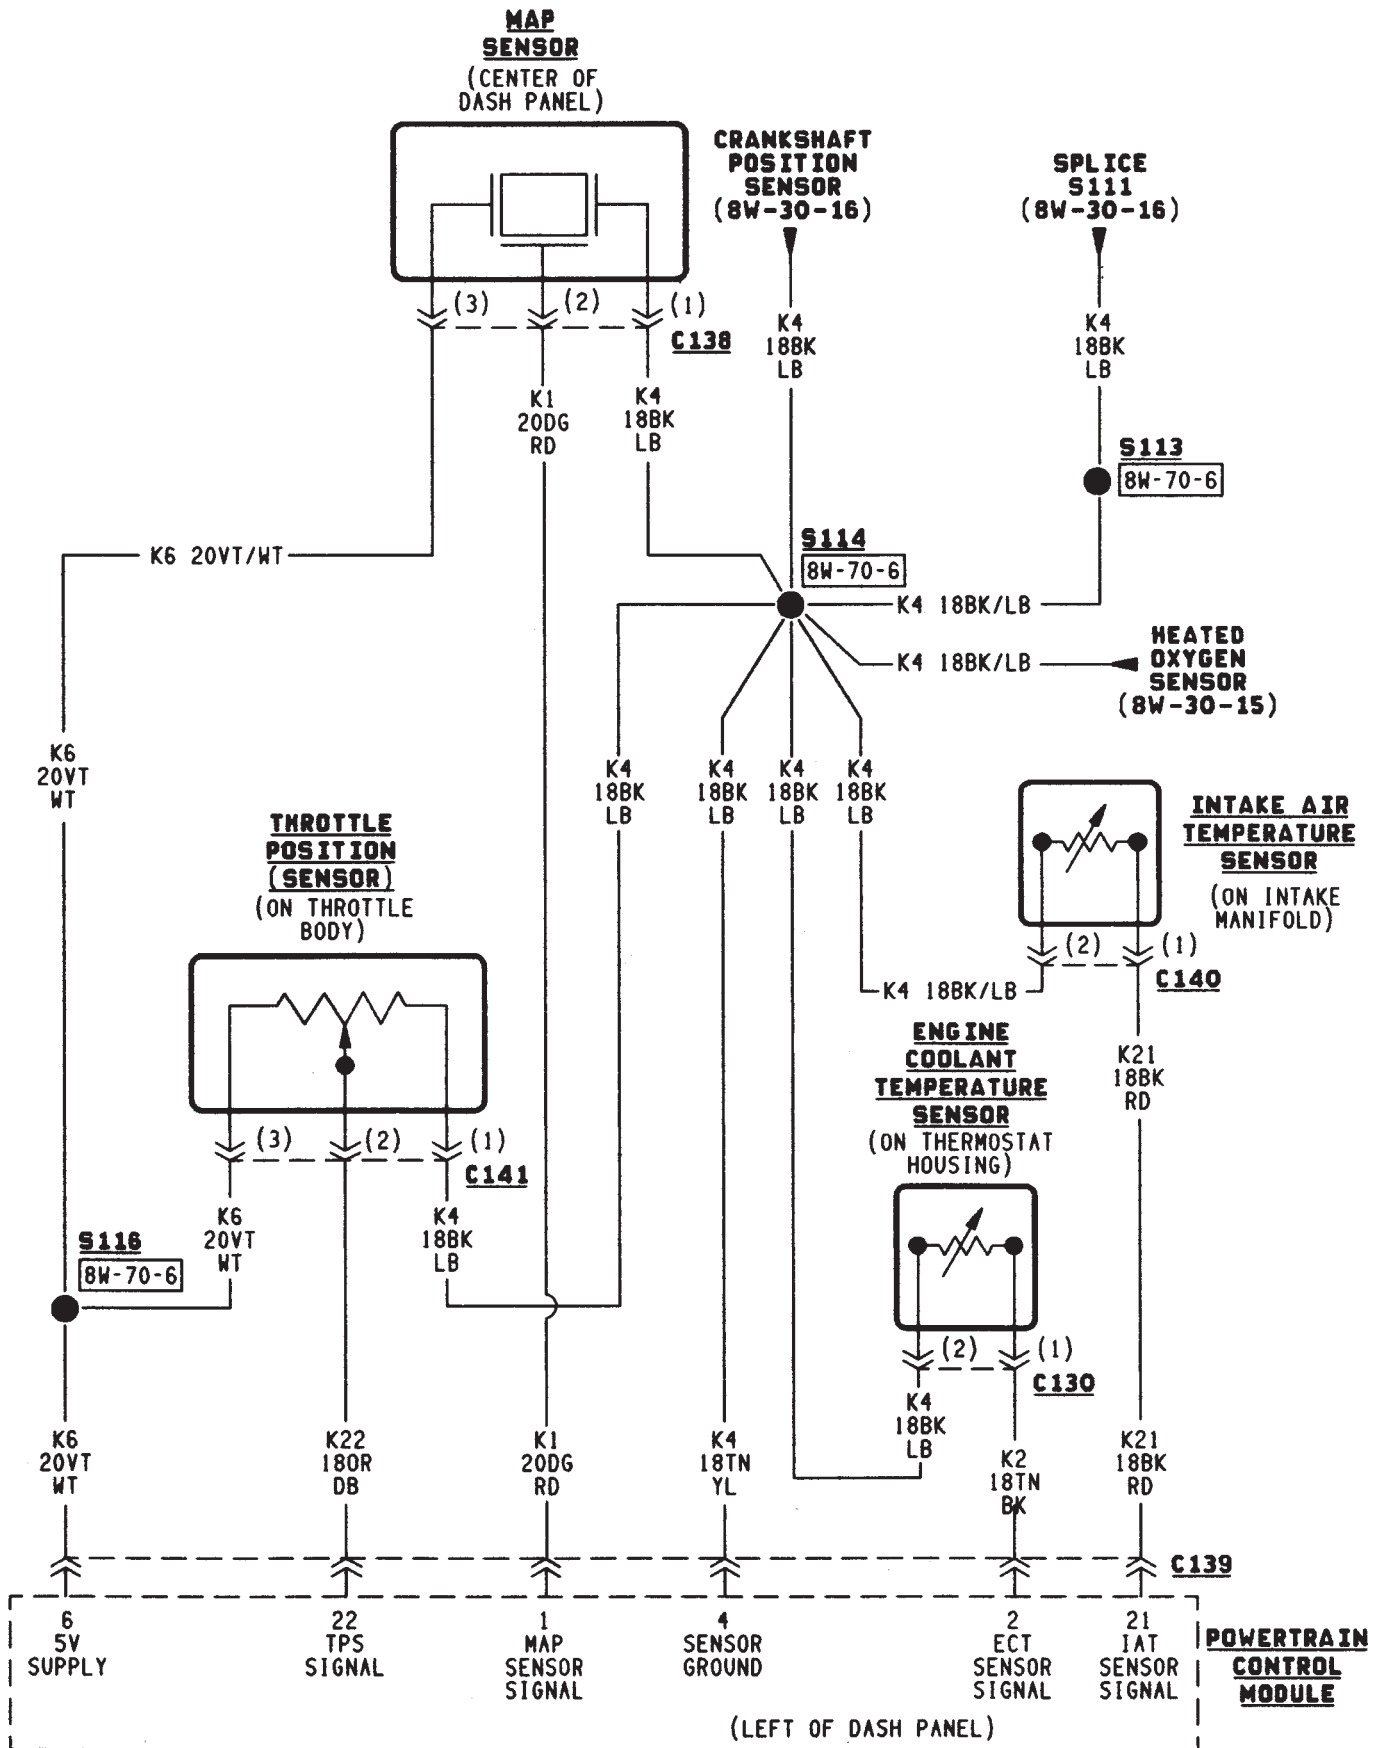 MAP
SENSOR
(CENTER OF
DASH PANEL)
CRANKSHAFT
POSITION
SENSOR
(8W-30-16)
SPLICE
S111
(8W-30-16)
(3)
(2)
(1)
C138
K1
20DG
RD
K4
18BK
LB
K4
18BK
LB
K4
18BK
LB
S113
8W-70-6
K6 20VT/WT
S114
8W-70-6
K4 18BK/LB
K4 18BK/LB
HEATED
OXYGEN
SENSOR
(8W-30-15)
K6
20VT
WT
K4
18BK
LB
K4
18BK
LB
K4
18BK
LB
K4
18BK
LB
INTAKE AIR
TEMPERATURE
SENSOR
(ON INTAKE
MANIFOLD)
THROTTLE
POSITION
(SENSOR)
(ON THROTTLE
BODY)
(2)
(1)
C140
K4 18BK/LB
K21
18BK
RD
ENGINE
COOLANT
TEMPERATURE
SENSOR
(ON THERMOSTAT
HOUSING)
(3)
(2)
(1)
C141
K6
20VT
WT
K4
18BK
LB
S116
8W-70-6
(2)
(1)
C130
K4
18BK
LB
K6
20VT
WT
K22
18OR
DB
K1
20DG
RD
K4
18TN
YL
K2
18TN
BK
K21
18BK
RD
C139
6
5V
SUPPLY
22
TPS
SIGNAL
1
MAP
SENSOR
SIGNAL
4
SENSOR
GROUND
2
ECT
SENSOR
SIGNAL
21
IAT
SENSOR
SIGNAL
POWERTRAIN
CONTROL
MODULE
(LEFT OF DASH PANEL)